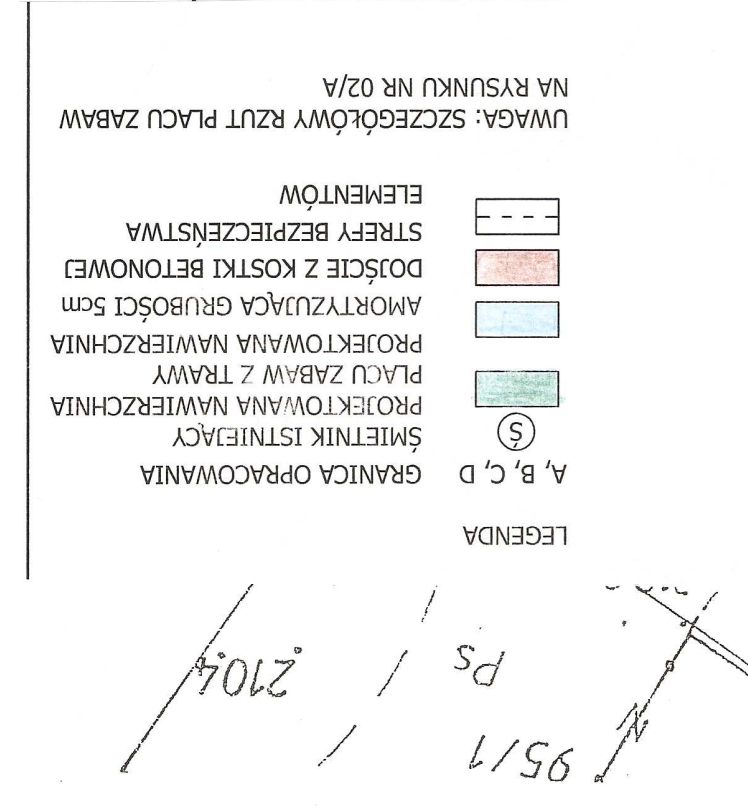 95/1
N
Ps
210.4
LEGENDA
A, B, C, D GRANICA OPRACOWANIA
Ś ŚMIETNIK ISTNIEJĄCY
PROJEKTOWANA NAWIERZCHNIA
PLACU ZABAW Z TRAWY
PROJEKTOWANA NAWIERZCHNIA
AMORTYZUJĄCA GRUBOŚCI 5cm
DOJŚCIE Z KOSTKI BETONOWEJ
STREFY BEZPIECZEŃSTWA
ELEMENTÓW
UWAGA: SZCZEGÓŁOWY RZUT PLACU ZABAW
NA RYSUNKU NR 02/A